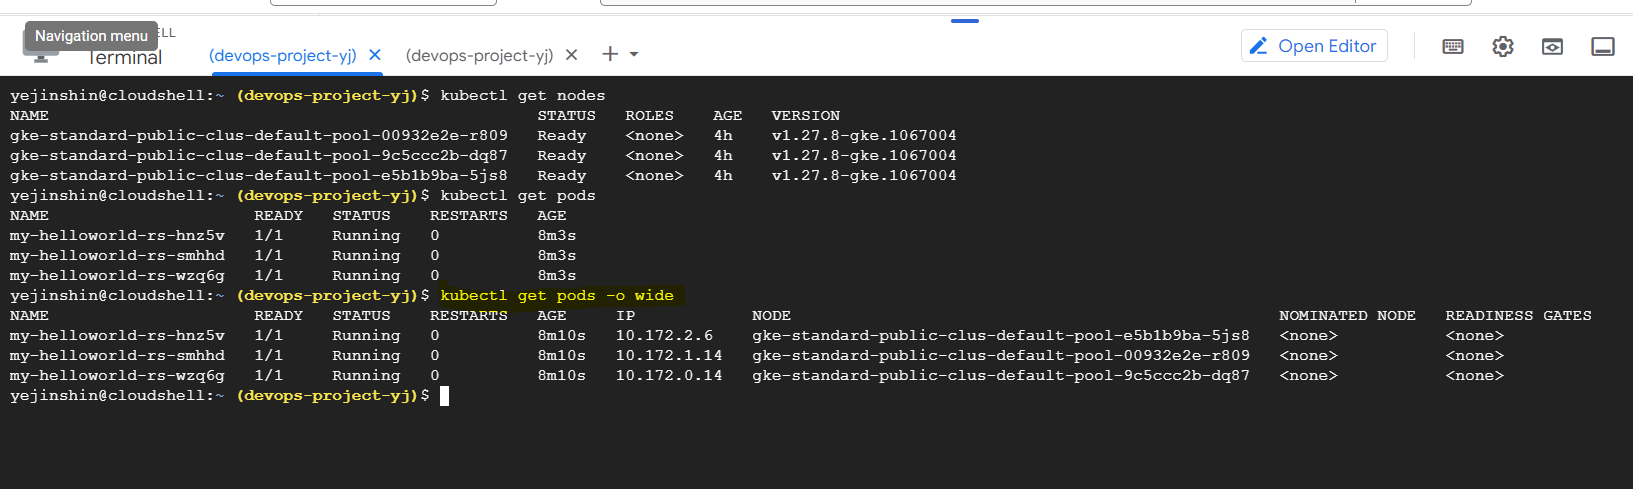 Navigation menu
ELL
Terminal
(devops-project-yj)
(devops-project-yj)
Open Editor
yejinshin@cloudshell:~ (devops-project-yj)$ kubectl get nodes
NAME STATUS ROLES AGE VERSION
gke-standard-public-clus-default-pool-00932e2e-r809 Ready <none> 4h v1.27.8-gke.1067004
gke-standard-public-clus-default-pool-9c5ccc2b-dq87 Ready <none> 4h v1.27.8-gke.1067004
gke-standard-public-clus-default-pool-e5b1b9ba-5js8 Ready <none> 4h v1.27.8-gke.1067004
yejinshin@cloudshell:~ (devops-project-yj)$ kubectl get pods
NAME READY STATUS RESTARTS AGE
my-helloworld-rs-hnz5v 1/1 Running 0 8m3s
my-helloworld-rs-smhhd 1/1 Running 0 8m3s
my-helloworld-rs-wzq6g 1/1 Running 0 8m3s
yejinshin@cloudshell:~ (devops-project-yj)$ kubectl get pods -o wide
NAME READY STATUS RESTARTS AGE IP NODE NOMINATED NODE READINESS GATES
my-helloworld-rs-hnz5v 1/1 Running 0 8m10s 10.172.2.6 gke-standard-public-clus-default-pool-e5b1b9ba-5js8 <none> <none>
my-helloworld-rs-smhhd 1/1 Running 0 8m10s 10.172.1.14 gke-standard-public-clus-default-pool-00932e2e-r809 <none> <none>
my-helloworld-rs-wzq6g 1/1 Running 0 8m10s 10.172.0.14 gke-standard-public-clus-default-pool-9c5ccc2b-dq87 <none> <none>
yejinshin@cloudshell:~ (devops-project-yj)$